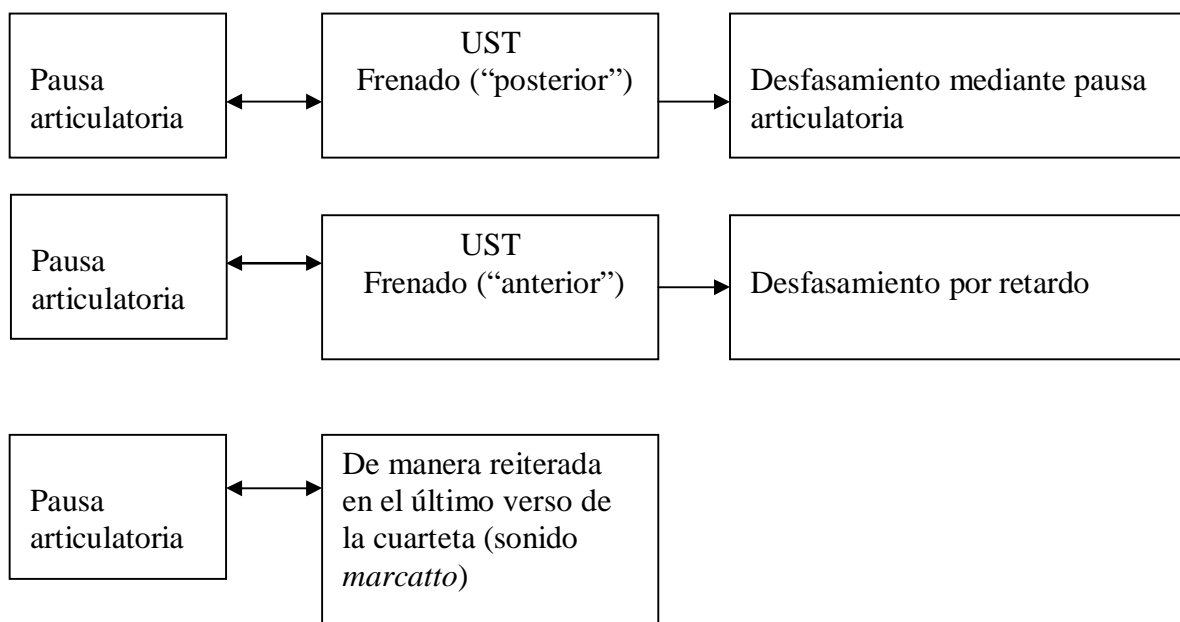 Pausa
articulatoria
UST
Frenado (“posterior”)
Desfasamiento mediante pausa
articulatoria
Pausa
articulatoria
UST
Frenado (“anterior”)
Desfasamiento por retardo
Pausa
articulatoria
De manera reiterada
en el último verso de
la cuarteta (sonido
marcatto)